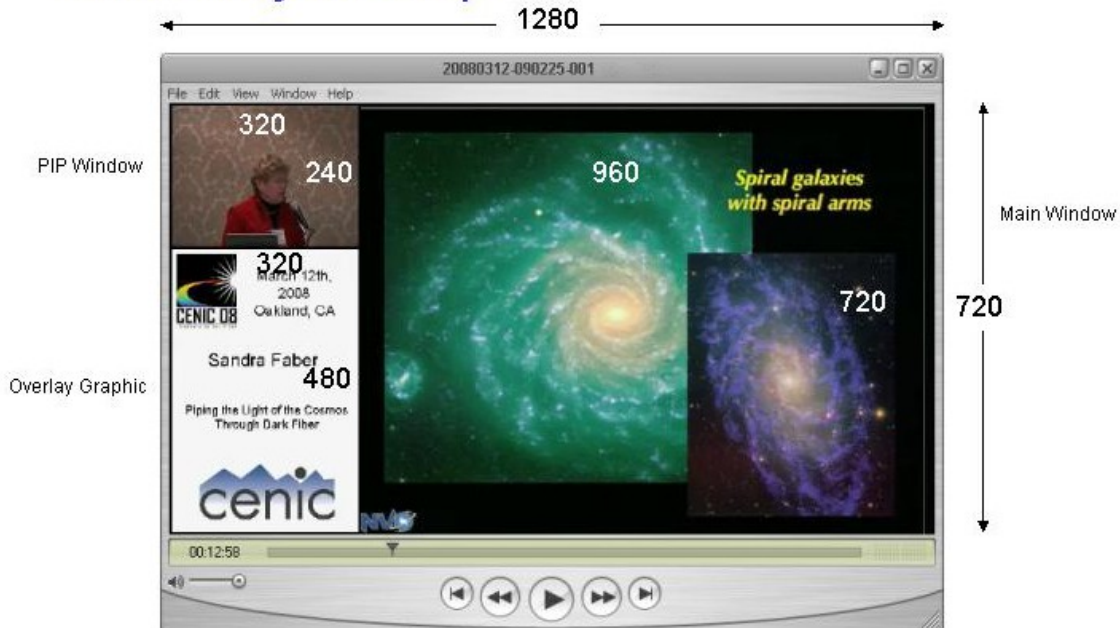 1280
20080312-090225-001
File Edit View Window Help
PIP Window
320
240
960
Spiral galaxies
with spiral arms
Main Window
320
March 12th,
2008
Oakland, CA
CENIC 08
720
720
Sandra Faber
480
Overlay Graphic
Piping the Light of the Cosmos
Through Dark Fiber
cenic
NVO
00:12:58